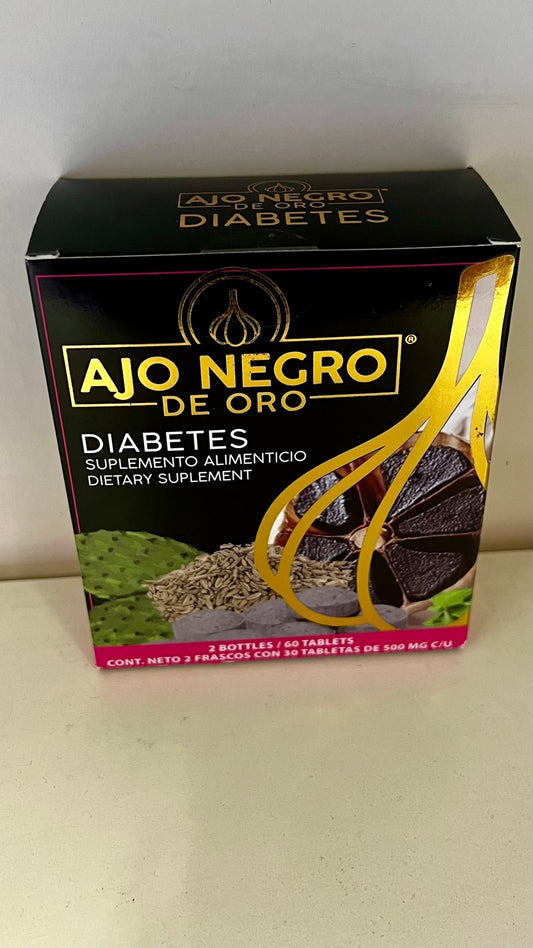 AJO NEGRO
DE ORO
DIABETES
AJO NEGRO®
DE ORO
DIABETES
SUPLEMENTO ALIMENTICIO
DIETARY SUPLEMENT
2 BOTTLES / 60 TABLETS
CONT. NETO 2 FRASCOS CON 30 TABLETAS DE 500 MG C/U